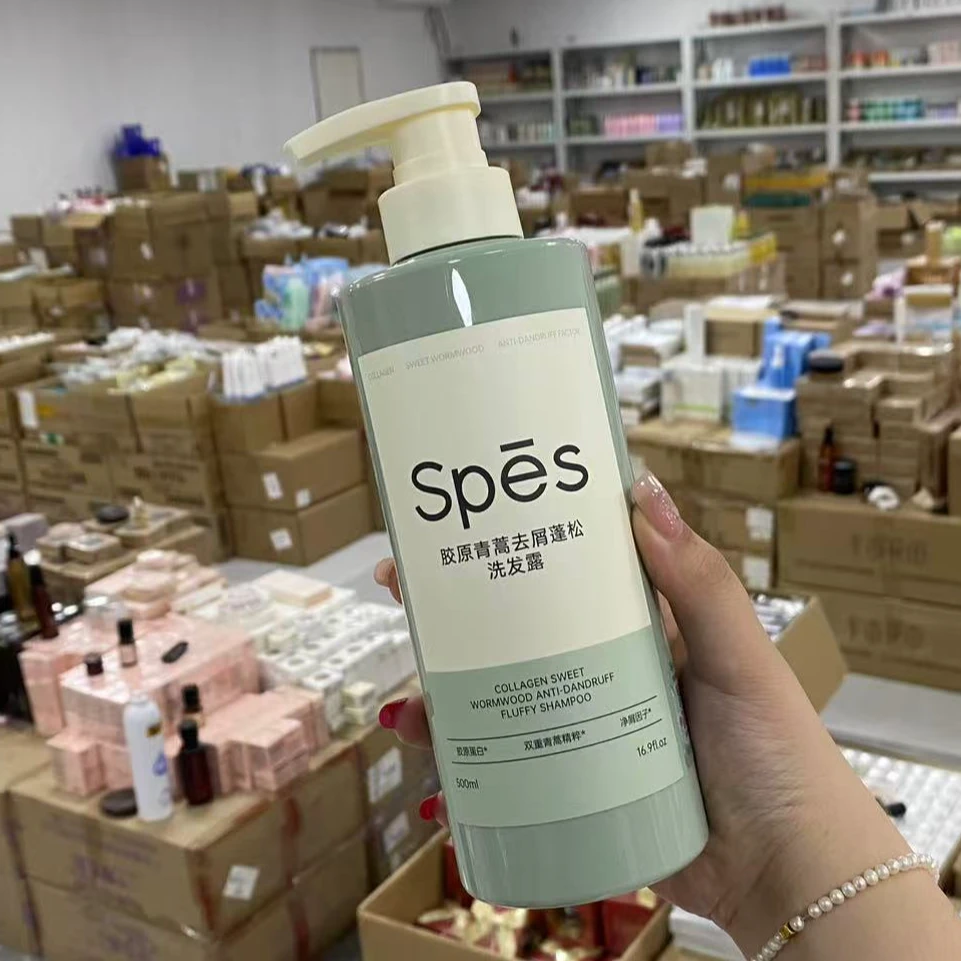 COLLAGEN SWEET WORMWOOD ANTI-DANDRUFF FACTOR
Spēs
胶原青蒿去屑蓬松
洗发露
COLLAGEN SWEET
WORMWOOD ANTI-DANDRUFF
FLUFFY SHAMPOO
胶原蛋白* 双重青蒿精粹* 净屑因子*
500ml 16.9fl.oz